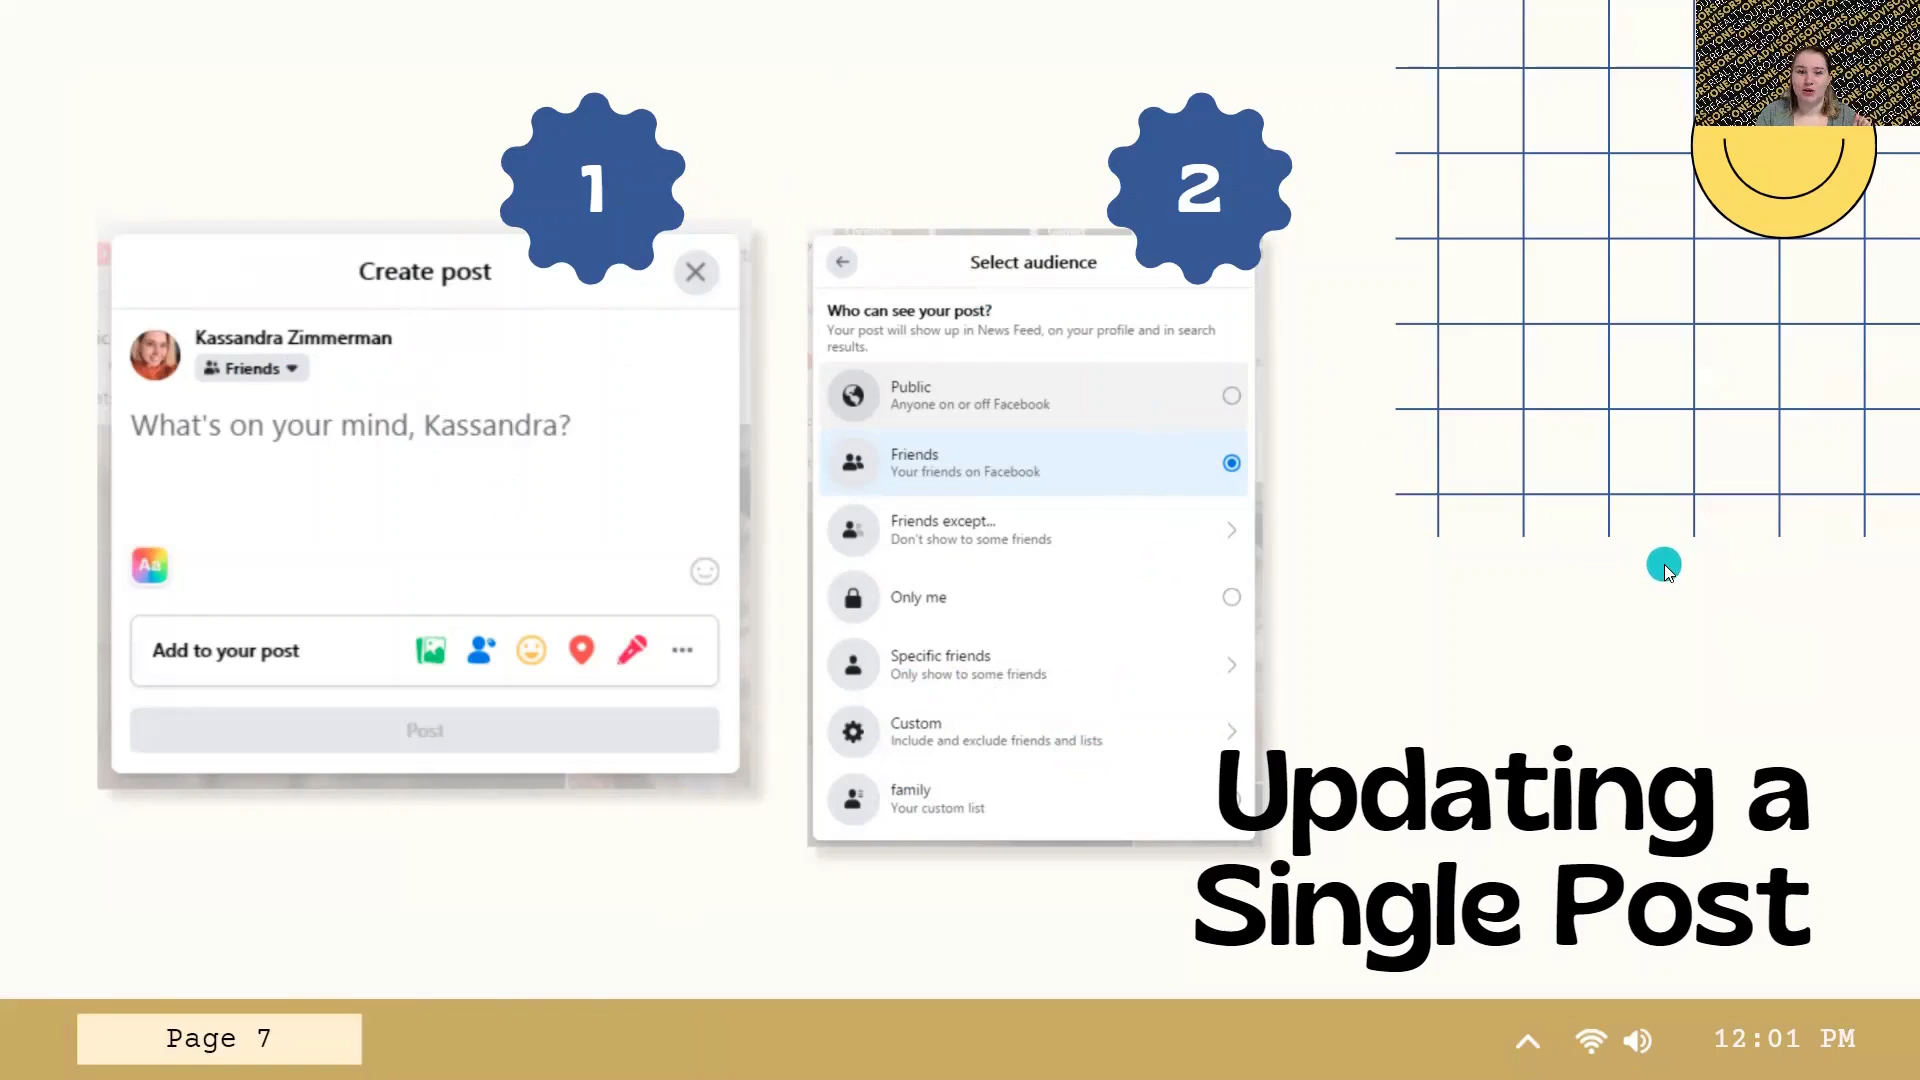 1
Create post
Kassandra Zimmerman
Friends
What's on your mind, Kassandra?
Aa
Add to your post
Post
2
Select audience
Who can see your post?
Your post will show up in News Feed, on your profile and in search
results.
Public
Anyone on or off Facebook
Friends
Your friends on Facebook
Friends except...
Don't show to some friends
Only me
Specific friends
Only show to some friends
Custom
Include and exclude friends and lists
family
Your custom list
Updating a
Single Post
Page 7
12:01 PM